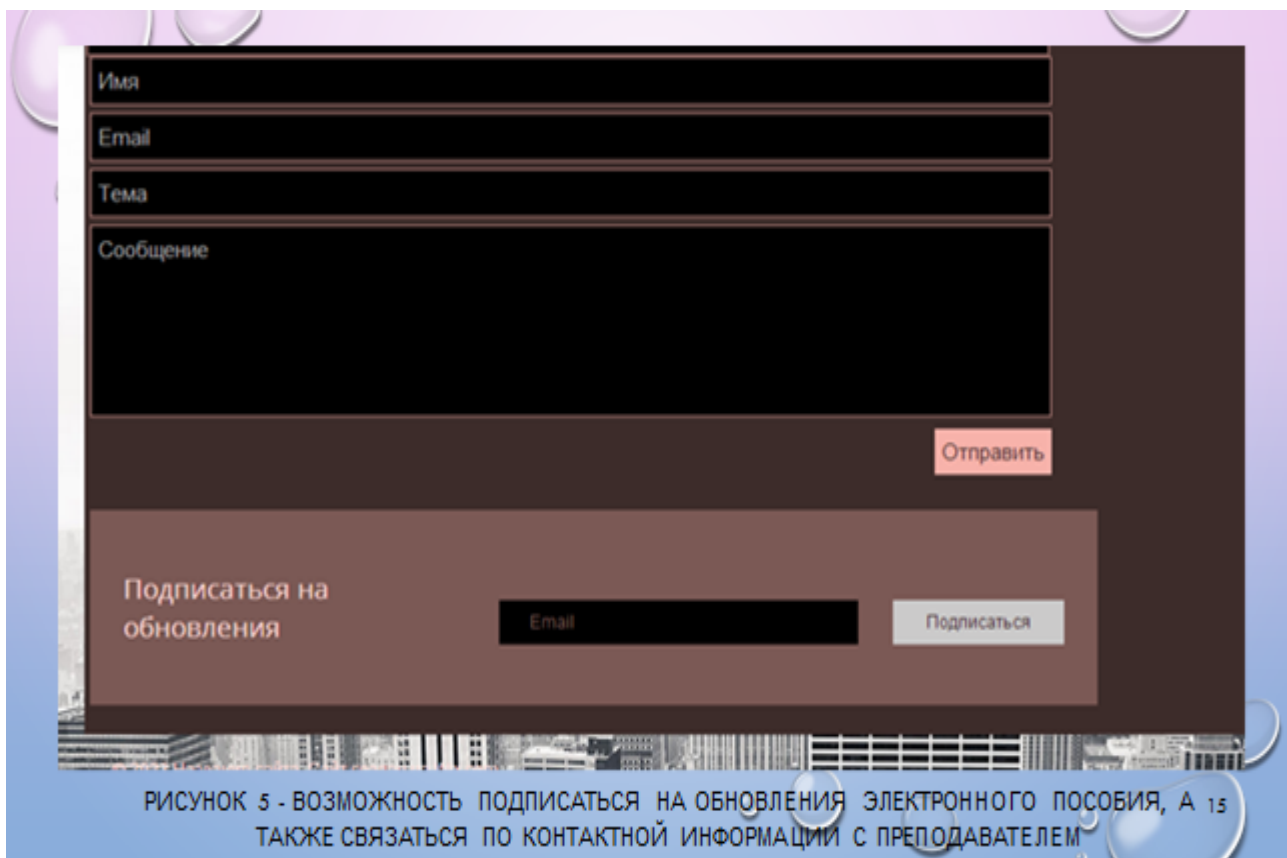 Имя
Email
Тема
Сообщение
Отправить
Подписаться на
обновления
Email
Подписаться
РИСУНОК 5 - ВОЗМОЖНОСТЬ ПОДПИСАТЬСЯ НА ОБНОВЛЕНИЯ ЭЛЕКТРОННОГО ПОСОБИЯ, А
ТАКЖЕ СВЯЗАТЬСЯ ПО КОНТАКТНОЙ ИНФОРМАЦИИ С ПРЕПОДАВАТЕЛЕМ
15